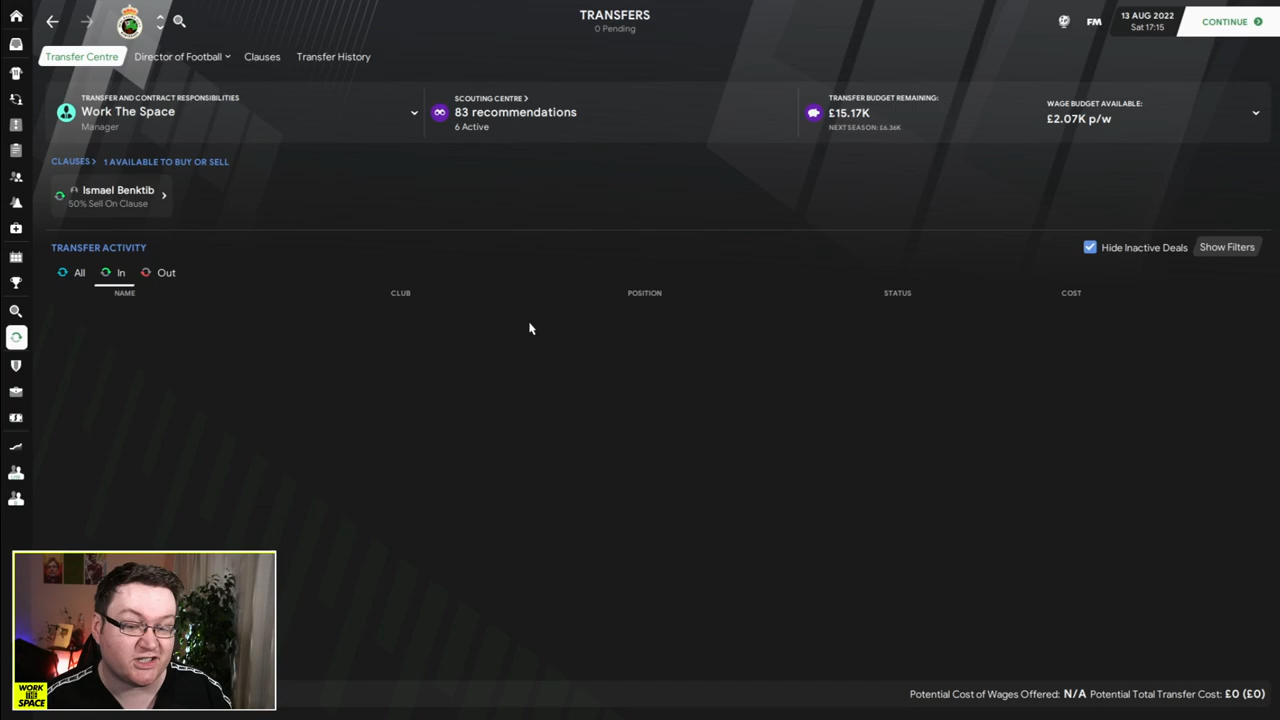 TRANSFERS
0 Pending
FM
13 AUG 2022
Sat 17:15
CONTINUE
Transfer Centre
Director of Football
Clauses
Transfer History
TRANSFER AND CONTRACT RESPONSIBILITIES
Work The Space
Manager
SCOUTING CENTRE >
83 recommendations
6 Active
TRANSFER BUDGET REMAINING:
£15.17K
NEXT SEASON: £6.36K
WAGE BUDGET AVAILABLE:
£2.07K p/w
CLAUSES > 1 AVAILABLE TO BUY OR SELL
Ismael Benktib
50% Sell On Clause
TRANSFER ACTIVITY
Hide Inactive Deals
Show Filters
All
In
Out
NAME
CLUB
POSITION
STATUS
COST
WORK
THE
SPACE
Potential Cost of Wages Offered: N/A Potential Total Transfer Cost: £0 (£0)